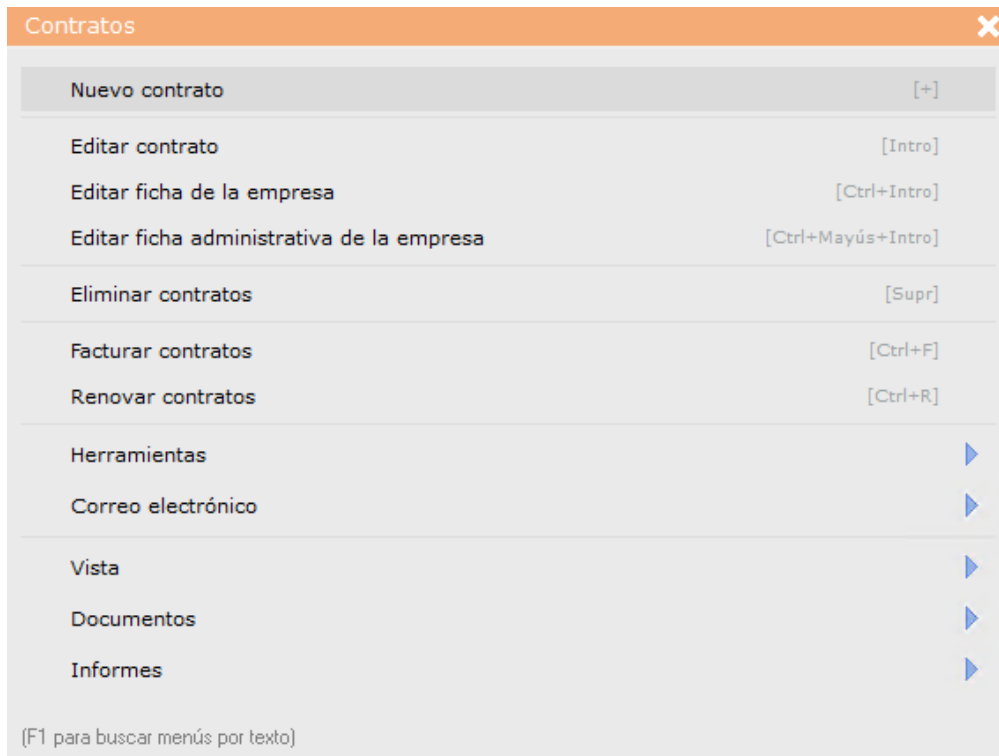 Contratos
Nuevo contrato [+]
Editar contrato [Intro]
Editar ficha de la empresa [Ctrl+Intro]
Editar ficha administrativa de la empresa [Ctrl+Mayús+Intro]
Eliminar contratos [Supr]
Facturar contratos [Ctrl+F]
Renovar contratos [Ctrl+R]
Herramientas
Correo electrónico
Vista
Documentos
Informes
(F1 para buscar menús por texto)